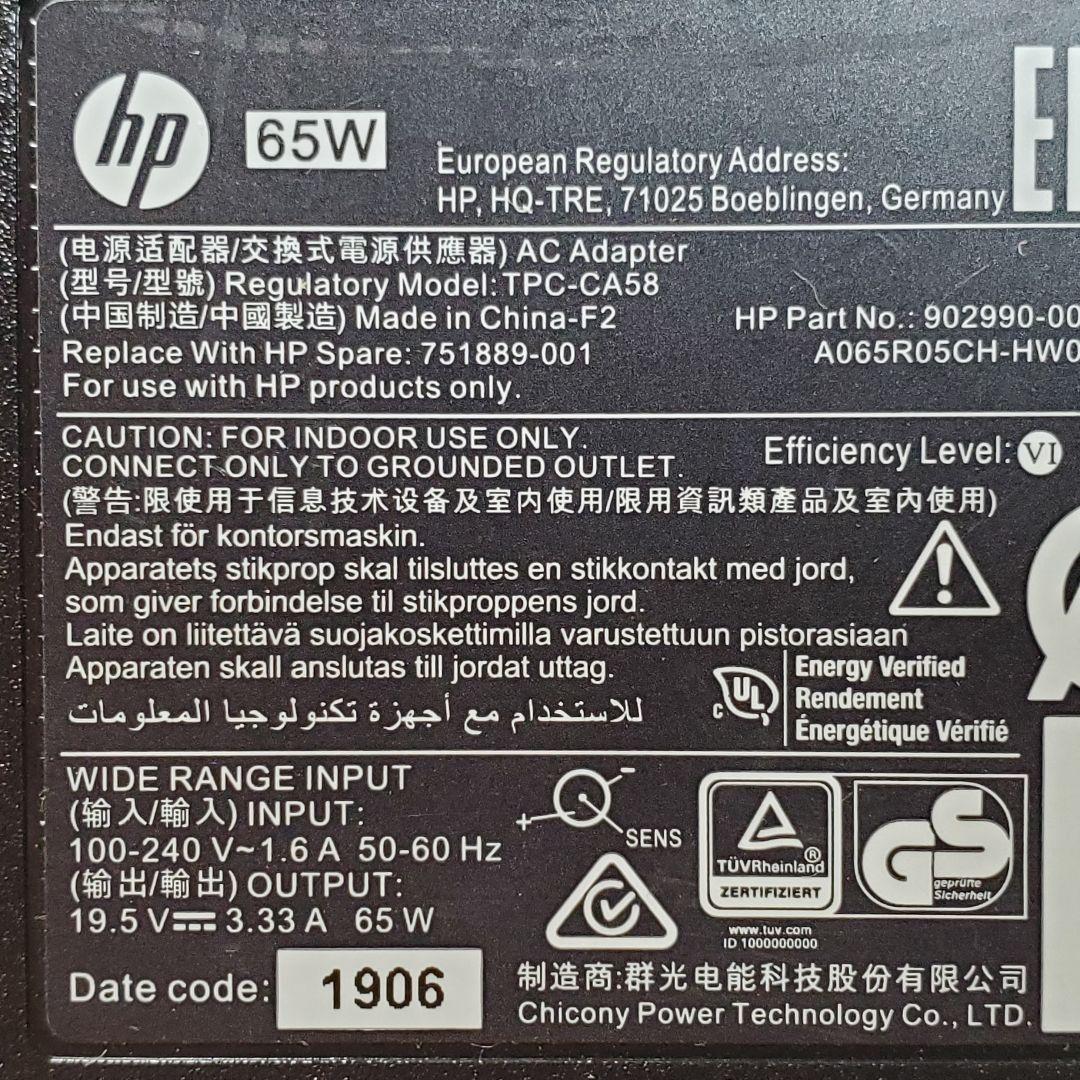 hp
65W
European Regulatory Address:
HP, HQ-TRE, 71025 Boeblingen, Germany
(电源适配器/交換式電源供應器) AC Adapter
(型号/型號) Regulatory Model: TPC-CA58
(中国制造/中國製造) Made in China-F2
HP Part No.: 902990-00
Replace With HP Spare: 751889-001
A065R05CH-HW0
For use with HP products only.
CAUTION: FOR INDOOR USE ONLY.
CONNECT ONLY TO GROUNDED OUTLET.
Efficiency Level: VI
(警告:限使用于信息技术设备及室内使用/限用資訊類產品及室內使用)
Endast för kontorsmaskin.
Apparatets stikprop skal tilsluttes en stikkontakt med jord,
som giver forbindelse til stikproppens jord.
Laite on liitettävä suojakoskettimilla varustettuun pistorasiaan
Apparaten skall anslutas till jordat uttag.
للاستخدام مع أجهزة تكنولوجيا المعلومات
c UL
Energy Verified
Rendement
Énergétique Vérifié
WIDE RANGE INPUT
(输入/輸入) INPUT:
100-240 V~1.6 A 50-60 Hz
(输出/輸出) OUTPUT:
19.5 V⎓ 3.33 A 65 W
+ -
SENS
TÜVRheinland®
ZERTIFIZIERT
GS
geprüfte
Sicherheit
www.tuv.com
ID 1000000000
Date code: 1906
制造商:群光电能科技股份有限公司
Chicony Power Technology Co., LTD.